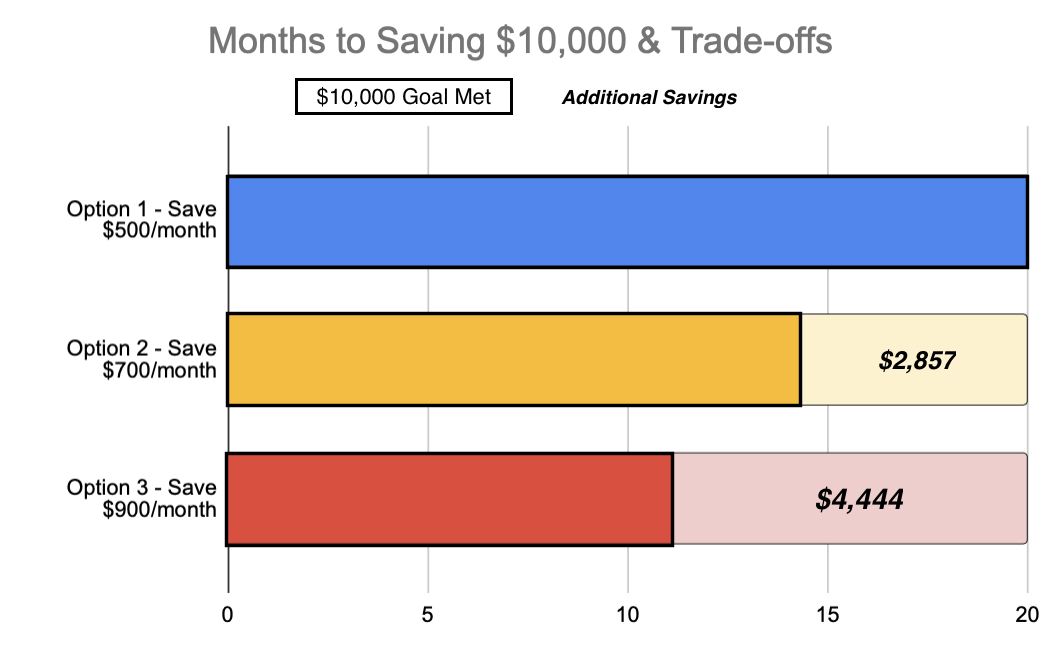 Months to Saving $10,000 & Trade-offs
$10,000 Goal Met
Additional Savings
Option 1 - Save
$500/month
Option 2 - Save
$700/month
$2,857
Option 3 - Save
$900/month
$4,444
0
5
10
15
20